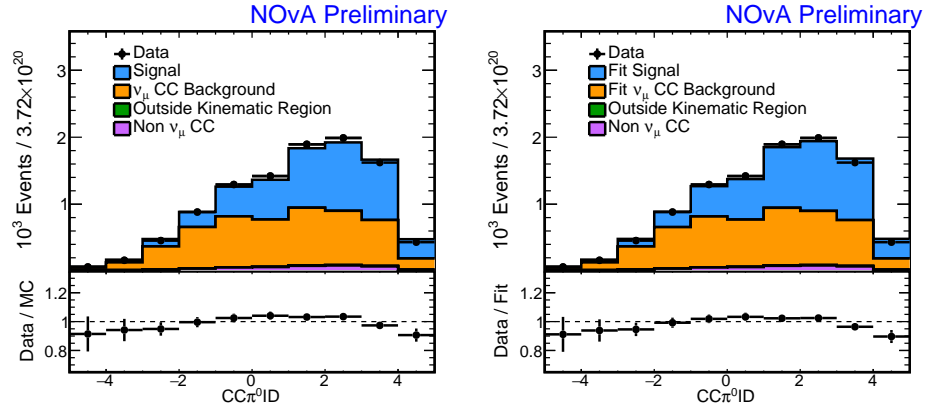 NOvA Preliminary
10³ Events / 3.72×10²⁰
3
2
1
Data
Signal
νμ CC Background
Outside Kinematic Region
Non νμ CC
Data / MC
1.2
1
0.8
−4 −2 0 2 4
CCπ⁰ID
NOvA Preliminary
10³ Events / 3.72×10²⁰
3
2
1
Data
Fit Signal
Fit νμ CC Background
Outside Kinematic Region
Non νμ CC
Data / Fit
1.2
1
0.8
−4 −2 0 2 4
CCπ⁰ID